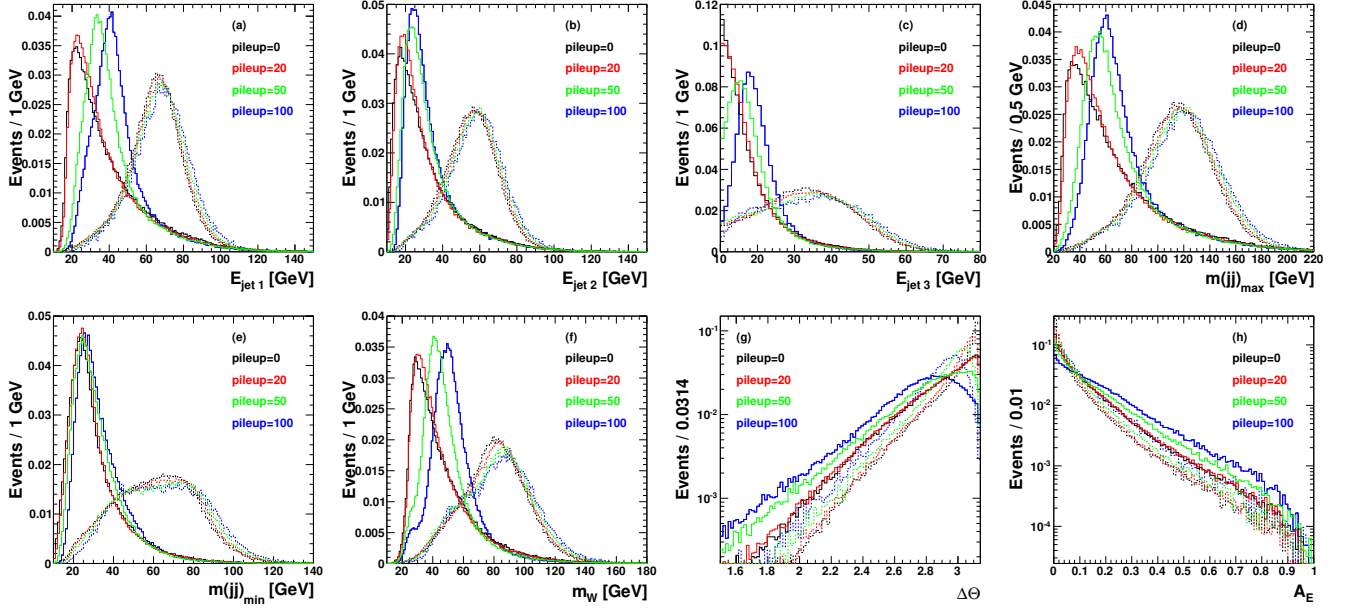 (a)
pileup=0
pileup=20
pileup=50
pileup=100
Events / 1 GeV
0.04
0.035
0.03
0.025
0.02
0.015
0.01
0.005
0
20 40 60 80 100 120 140
E_jet 1 [GeV]
(b)
pileup=0
pileup=20
pileup=50
pileup=100
Events / 1 GeV
0.05
0.04
0.03
0.02
0.01
0
20 40 60 80 100 120 140
E_jet 2 [GeV]
(c)
pileup=0
pileup=20
pileup=50
pileup=100
Events / 1 GeV
0.12
0.1
0.08
0.06
0.04
0.02
0
10 20 30 40 50 60 70 80
E_jet 3 [GeV]
(d)
pileup=0
pileup=20
pileup=50
pileup=100
Events / 0.5 GeV
0.045
0.04
0.035
0.03
0.025
0.02
0.015
0.01
0.005
0
20 40 60 80 100 120 140 160 180 200 220
m(jj)_max [GeV]
(e)
pileup=0
pileup=20
pileup=50
pileup=100
Events / 1 GeV
0.05
0.04
0.03
0.02
0.01
0
20 40 60 80 100 120 140
m(jj)_min [GeV]
(f)
pileup=0
pileup=20
pileup=50
pileup=100
Events / 1 GeV
0.04
0.035
0.03
0.025
0.02
0.015
0.01
0.005
0
20 40 60 80 100 120 140 160 180
m_W [GeV]
(g)
pileup=0
pileup=20
pileup=50
pileup=100
Events / 0.0314
10⁻¹
10⁻²
10⁻³
1.6 1.8 2 2.2 2.4 2.6 2.8 3
ΔΘ
(h)
pileup=0
pileup=20
pileup=50
pileup=100
Events / 0.01
10⁻¹
10⁻²
10⁻³
10⁻⁴
0 0.1 0.2 0.3 0.4 0.5 0.6 0.7 0.8 0.9 1
A_E